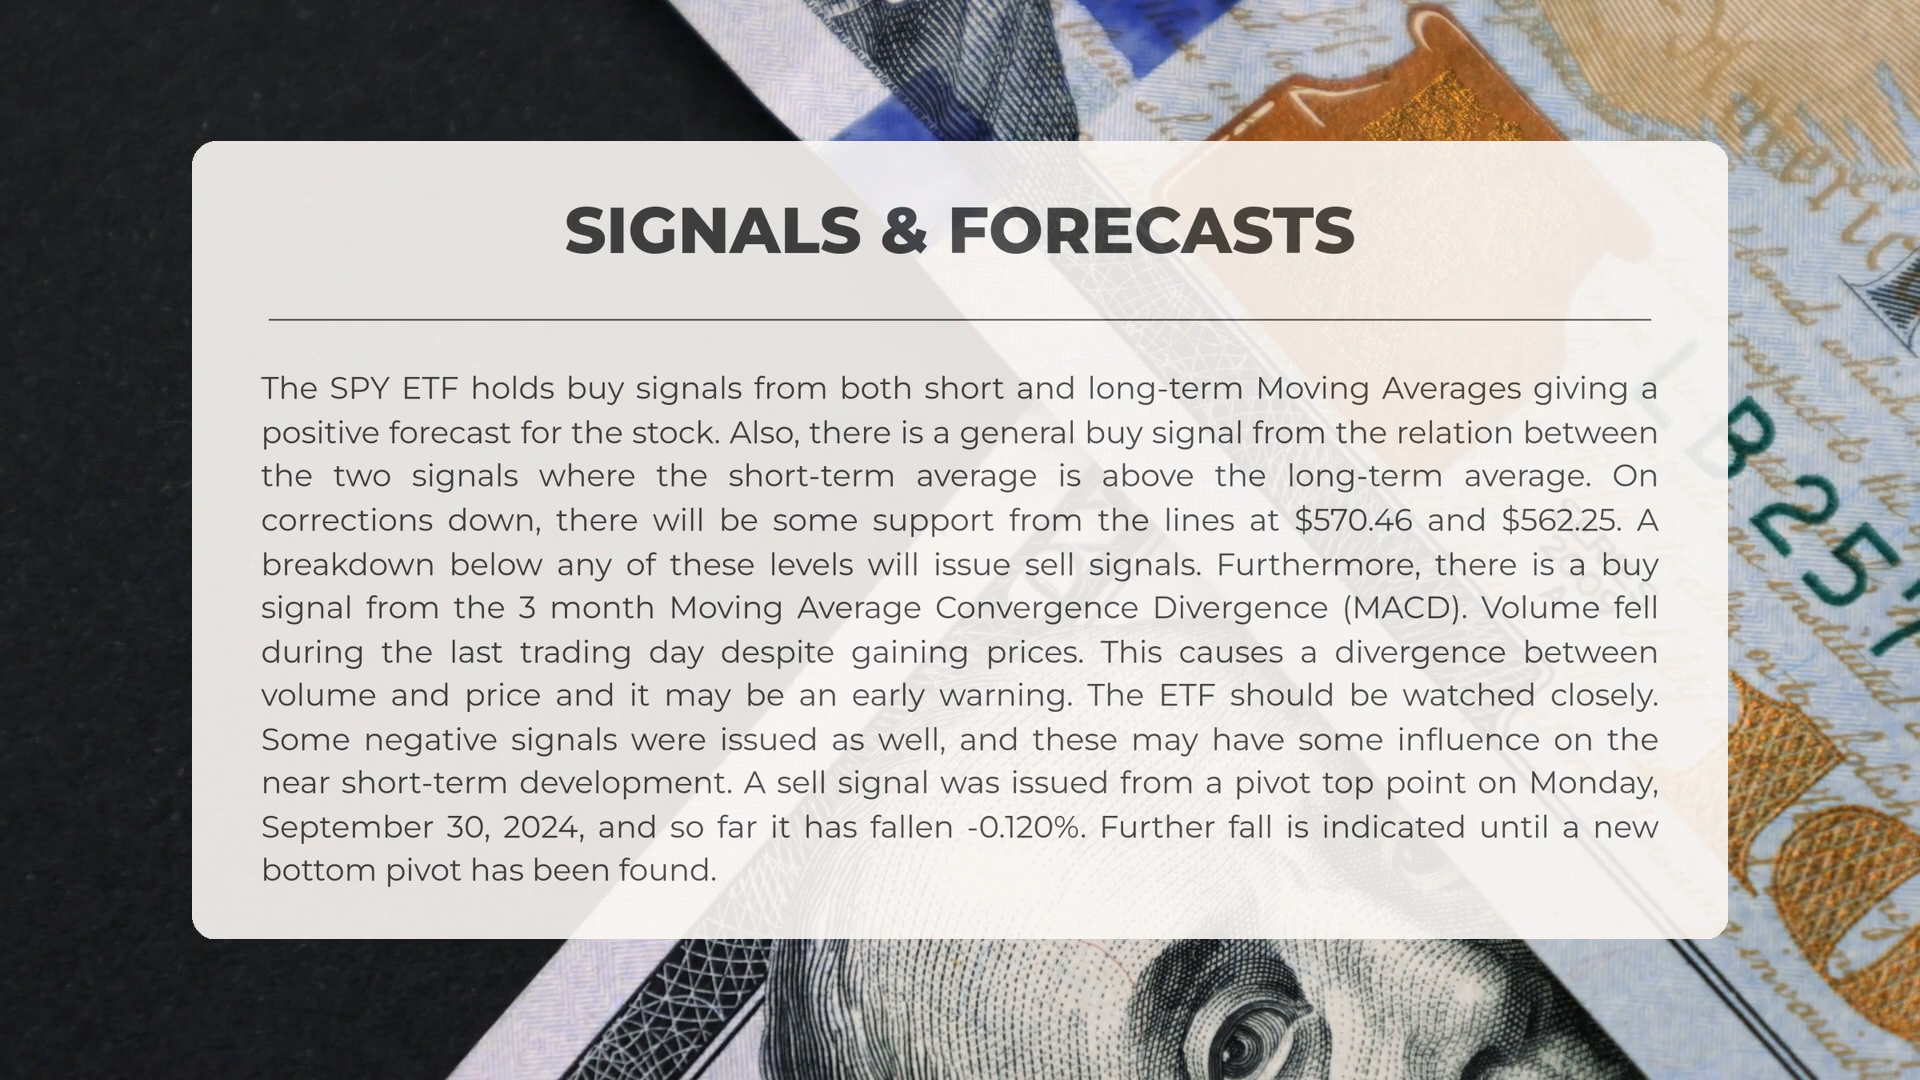 SIGNALS & FORECASTS
The SPY ETF holds buy signals from both short and long-term Moving Averages giving a
positive forecast for the stock. Also, there is a general buy signal from the relation between
the two signals where the short-term average is above the long-term average. On
corrections down, there will be some support from the lines at $570.46 and $562.25. A
breakdown below any of these levels will issue sell signals. Furthermore, there is a buy
signal from the 3 month Moving Average Convergence Divergence (MACD). Volume fell
during the last trading day despite gaining prices. This causes a divergence between
volume and price and it may be an early warning. The ETF should be watched closely.
Some negative signals were issued as well, and these may have some influence on the
near short-term development. A sell signal was issued from a pivot top point on Monday,
September 30, 2024, and so far it has fallen -0.120%. Further fall is indicated until a new
bottom pivot has been found.